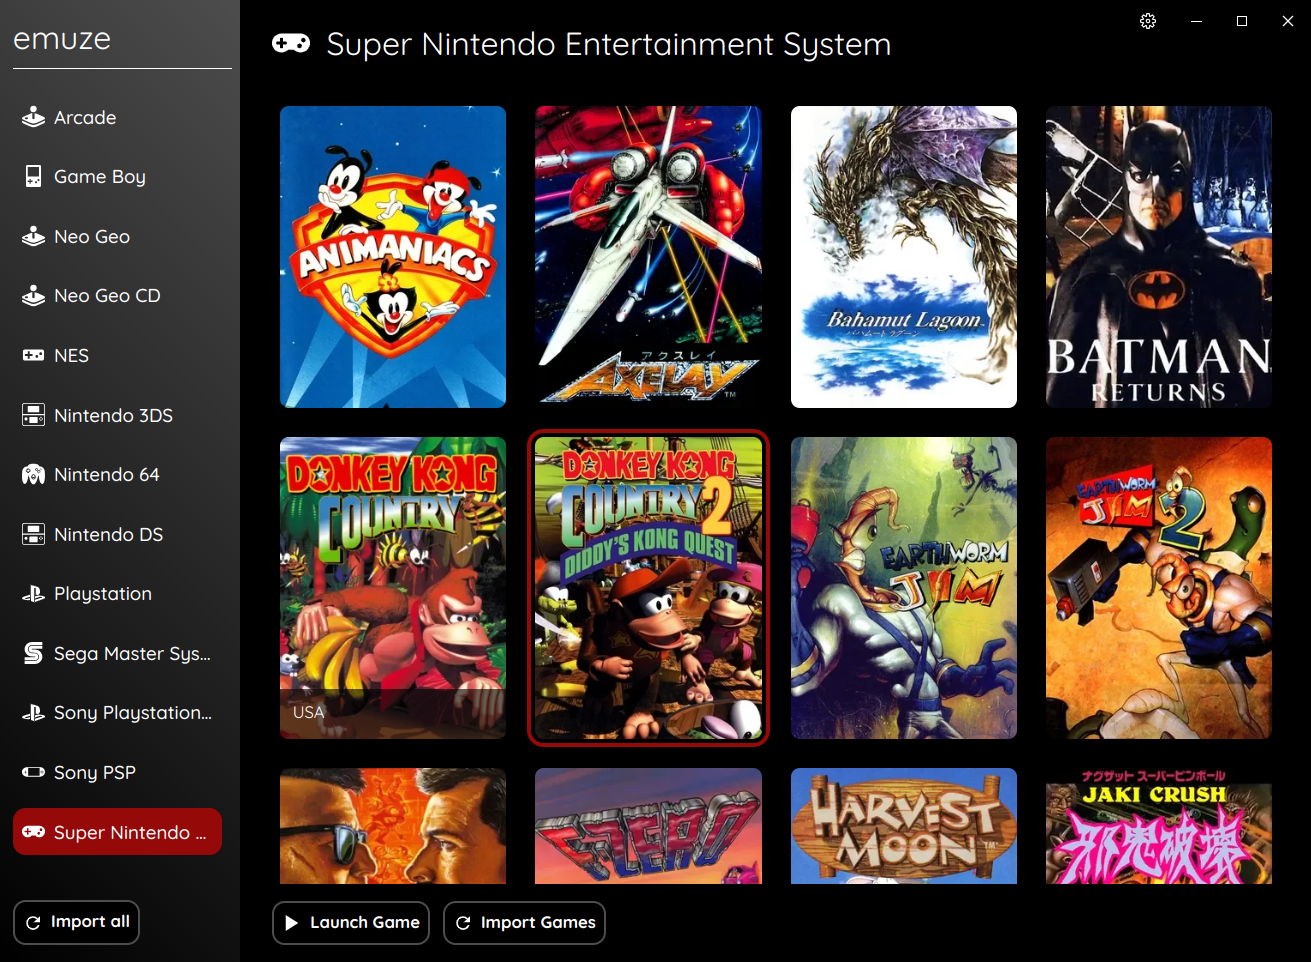 emuze
Arcade
Game Boy
Neo Geo
Neo Geo CD
NES
Nintendo 3DS
Nintendo 64
Nintendo DS
Playstation
Sega Master Sys...
Sony Playstation...
Sony PSP
Super Nintendo ...
Import all
Super Nintendo Entertainment System
ANIMANIACS
アクスレイ
AXELAY
TM
Bahamut Lagoon
バハムートラグーン
BATMAN
RETURNS
DONKEY KONG
COUNTRY
USA
DONKEY KONG
COUNTRY 2
DIDDY'S KONG QUEST
EARTHWORM
JIM
EARTHWORM
JIM 2
F-ZERO
HARVEST
MOON
TM
ナグザット スーパーピンボール
JAKI CRUSH
邪鬼破壊
Launch Game
Import Games